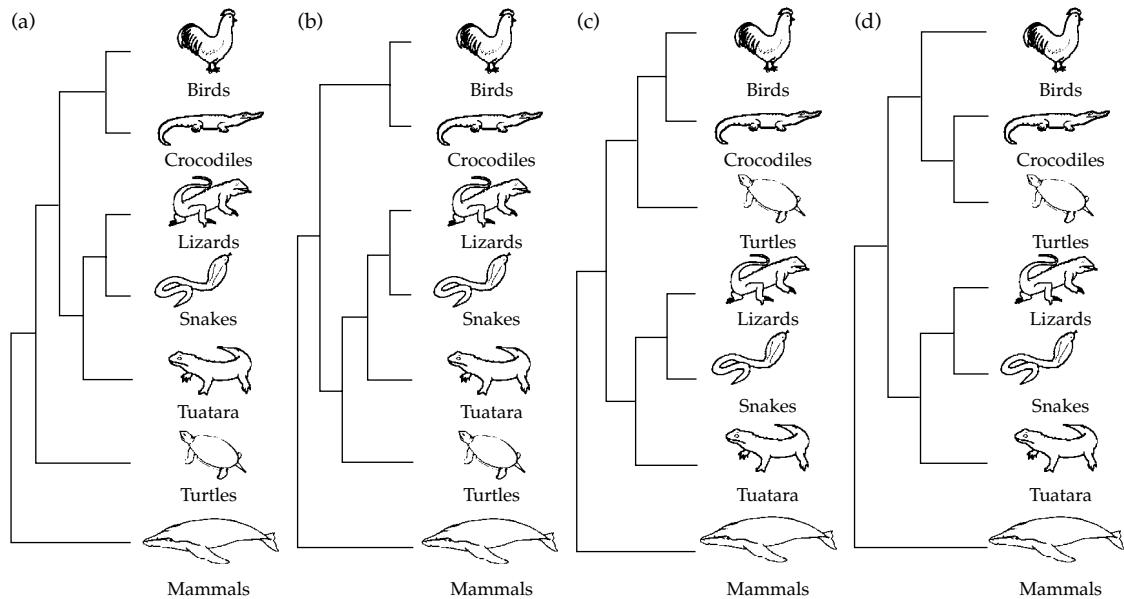 (a)
Birds
Crocodiles
Lizards
Snakes
Tuatara
Turtles
Mammals
(b)
Birds
Crocodiles
Lizards
Snakes
Tuatara
Turtles
Mammals
(c)
Birds
Crocodiles
Turtles
Lizards
Snakes
Tuatara
Mammals
(d)
Birds
Crocodiles
Turtles
Lizards
Snakes
Tuatara
Mammals